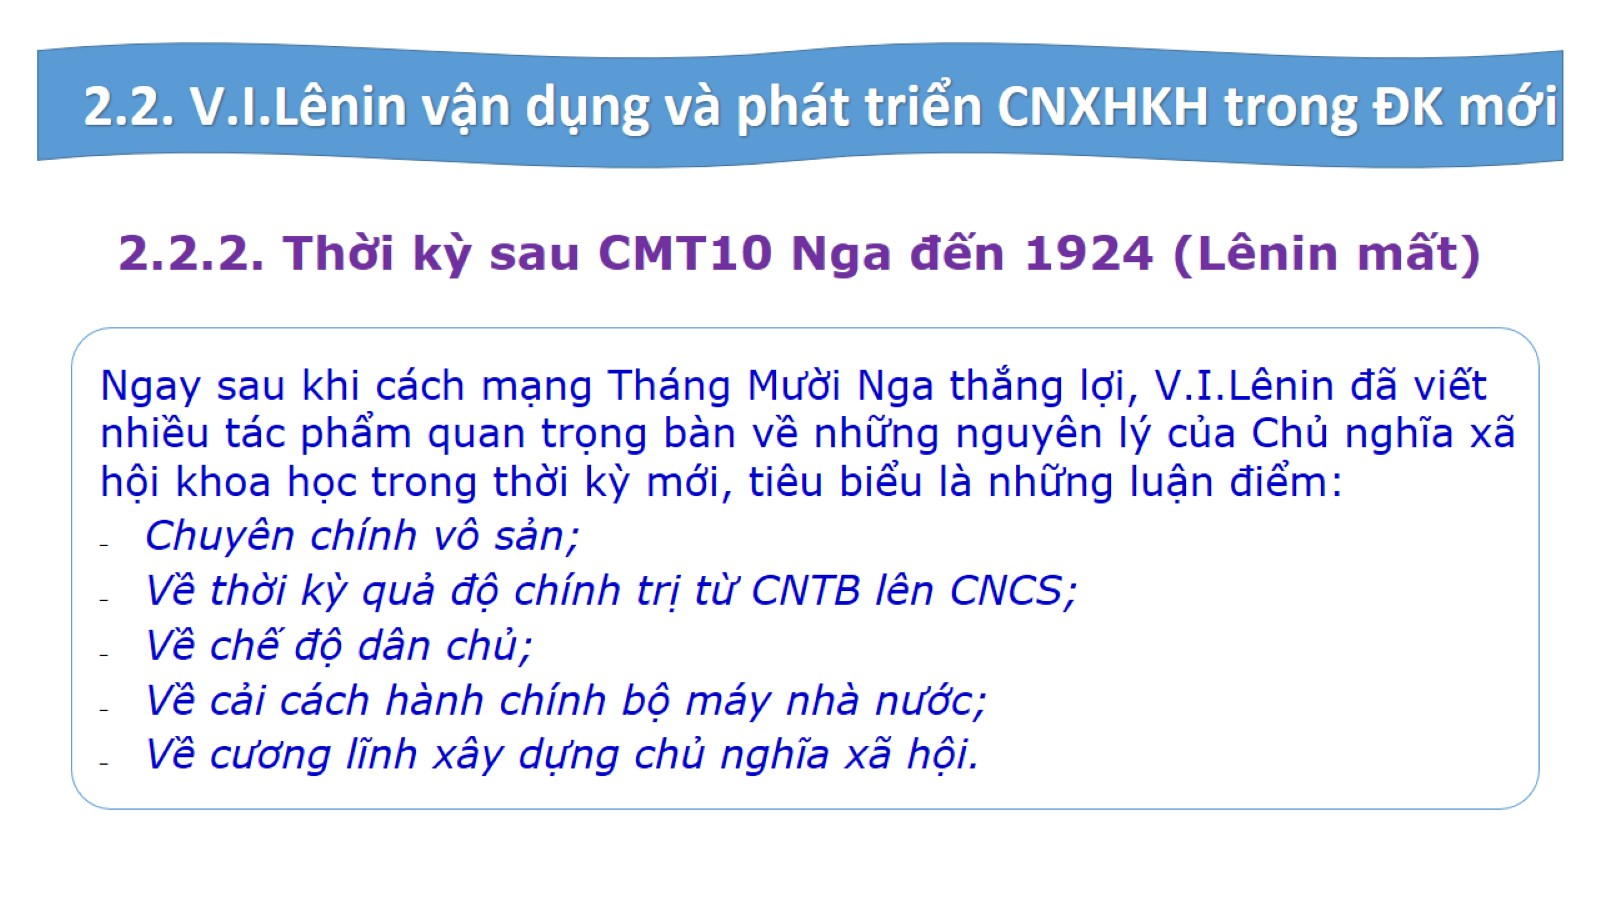 2.2. V.I.Lênin vận dụng và phát triển CNXHKH trong ĐK mới
2.2.2. Thời kỳ sau CMT10 Nga đến 1924 (Lênin mất)
Ngay sau khi cách mạng Tháng Mười Nga thắng lợi, V.I.Lênin đã viết
nhiều tác phẩm quan trọng bàn về những nguyên lý của Chủ nghĩa xã
hội khoa học trong thời kỳ mới, tiêu biểu là những luận điểm:
- Chuyên chính vô sản;
- Về thời kỳ quả độ chính trị từ CNTB lên CNCS;
- Về chế độ dân chủ;
- Về cải cách hành chính bộ máy nhà nước;
- Về cương lĩnh xây dựng chủ nghĩa xã hội.